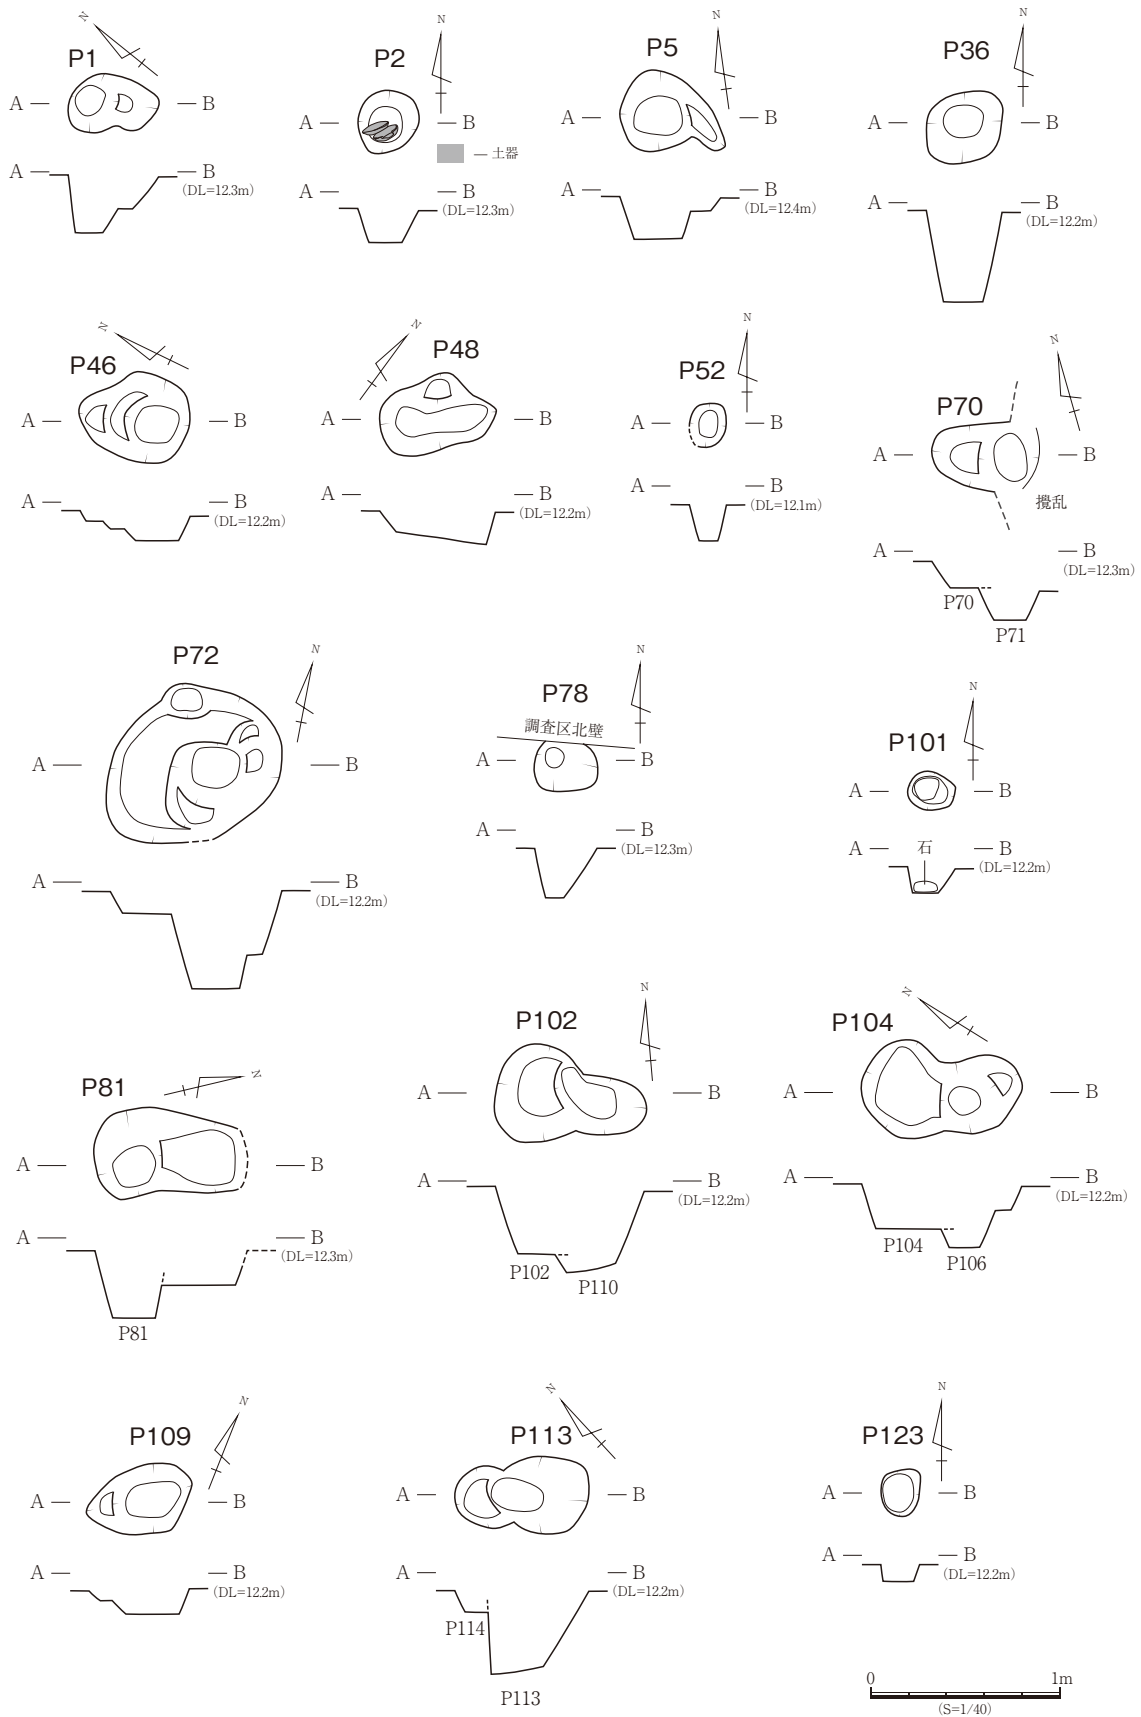 N
P1
A B
A B
(DL=12.3m)
N
P2
A B
土器
A B
(DL=12.3m)
N
P5
A B
A B
(DL=12.4m)
N
P36
A B
A B
(DL=12.2m)
N
P46
A B
A B
(DL=12.2m)
N
P48
A B
A B
(DL=12.2m)
N
P52
A B
A B
(DL=12.1m)
N
P70
A B
攪乱
A B
(DL=12.3m)
P70
P71
N
P72
A B
A B
(DL=12.2m)
N
P78
調査区北壁
A B
A B
(DL=12.3m)
N
P101
A B
A 石 B
(DL=12.2m)
N
P81
A B
A B
(DL=12.3m)
P81
N
P102
A B
A B
(DL=12.2m)
P102
P110
N
P104
A B
A B
(DL=12.2m)
P104
P106
N
P109
A B
A B
(DL=12.2m)
N
P113
A B
A B
(DL=12.2m)
P114
P113
N
P123
A B
A B
(DL=12.2m)
0 1m
(S=1/40)